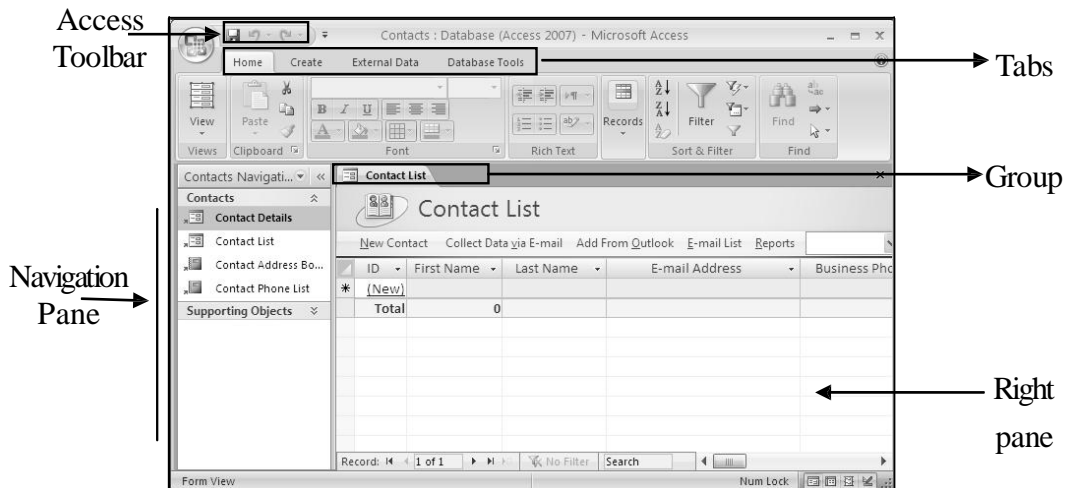 Access
Toolbar
Contacts : Database (Access 2007) - Microsoft Access
Home Create External Data Database Tools
Tabs
View
Paste
B I U
A
Records
Filter
Find
Views Clipboard Font Rich Text Sort & Filter Find
Contacts Navigati... «
Contact List
Group
Contacts
Contact Details
Contact List
Contact Address Bo...
Contact Phone List
Supporting Objects
Navigation
Pane
Contact List
New Contact Collect Data via E-mail Add From Outlook E-mail List Reports
ID First Name Last Name E-mail Address Business Pho
* (New)
Total 0
Right
pane
Record: 1 of 1 No Filter Search
Form View Num Lock